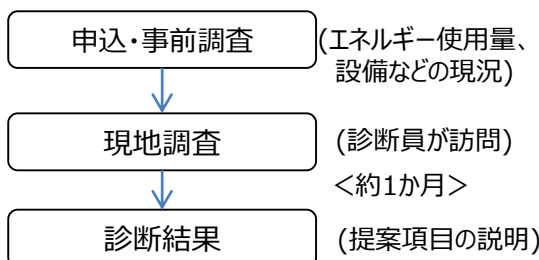 申込・事前調査
(エネルギー使用量、
設備などの現況)
現地調査
(診断員が訪問)
＜約1か月＞
診断結果
(提案項目の説明)